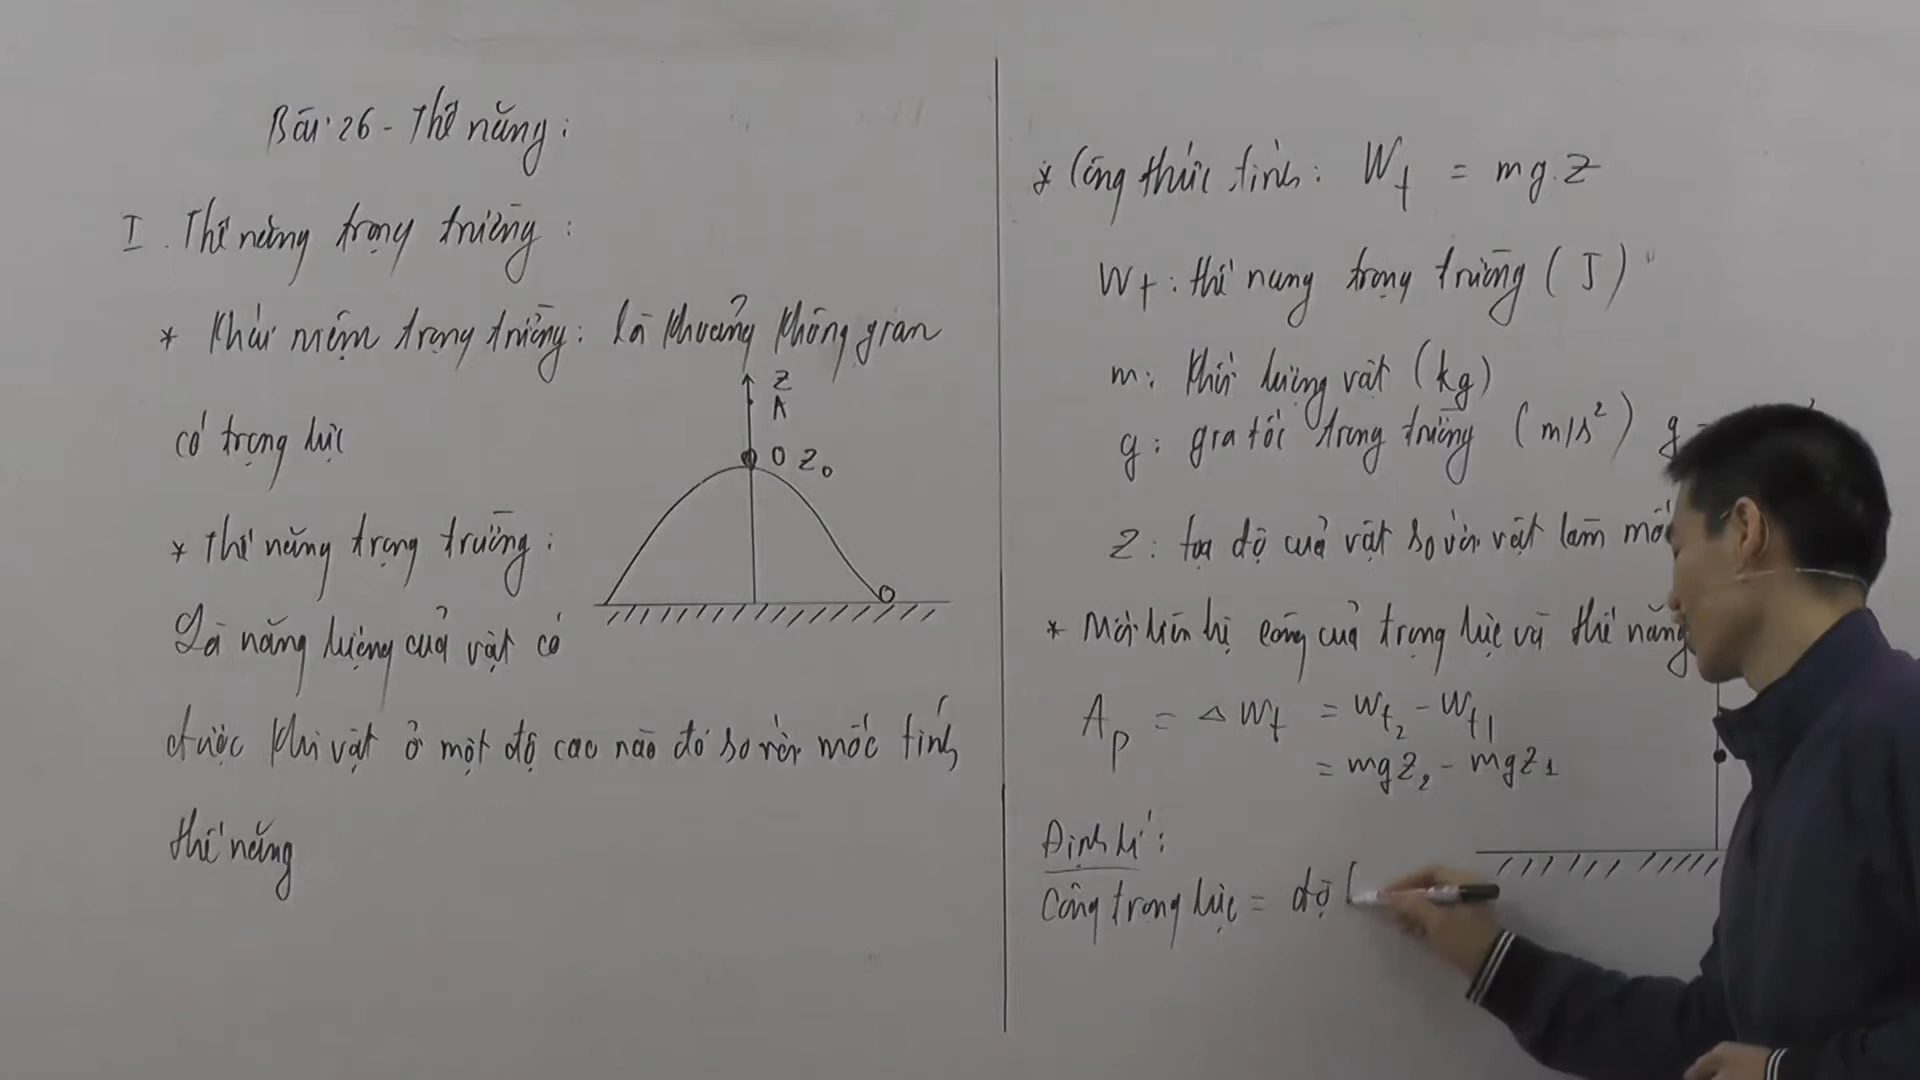 Bài 26 - Thế năng:
I. Thế năng trọng trường:
* Khái niệm trọng trường: là khoảng không gian
có trọng lực
Z
A
O Z₀
* Thế năng trọng trường:
Là năng lượng của vật có
được khi vật ở một độ cao nào đó so với mốc tính
thế năng
* Công thức tính: Wt = mg.Z
Wt: thế nang trọng trường (J)
m: khối lượng vật (kg)
g: gia tốc trọng trường (m/s²) g
Z: tọa độ của vật so với vật làm mốc
* Mối liên hệ công của trọng lực và thế năng
Ap = ΔWt = Wt₂ - Wt1
= mgZ₂ - mgZ1
Định lí:
Công trọng lực = độ